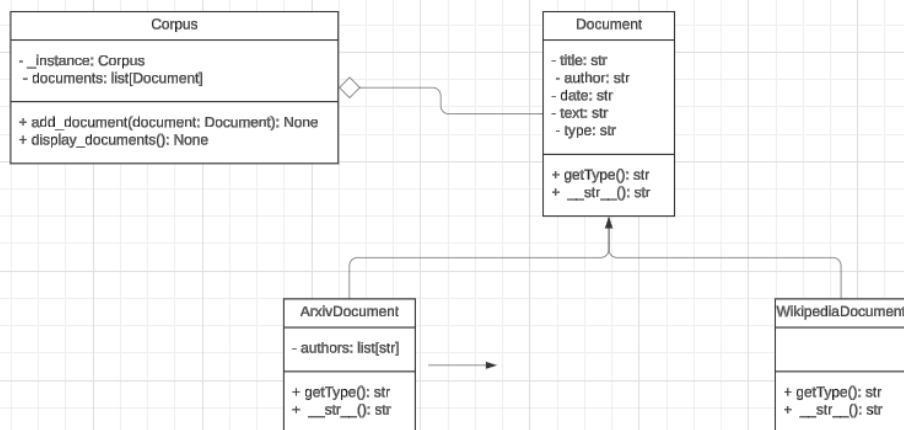 Corpus
- _instance: Corpus
- documents: list[Document]
+ add_document(document: Document): None
+ display_documents(): None
Document
- title: str
- author: str
- date: str
- text: str
- type: str
+ getType(): str
+ __str__(): str
ArxivDocument
- authors: list[str]
+ getType(): str
+ __str__(): str
WikipediaDocument
+ getType(): str
+ __str__(): str